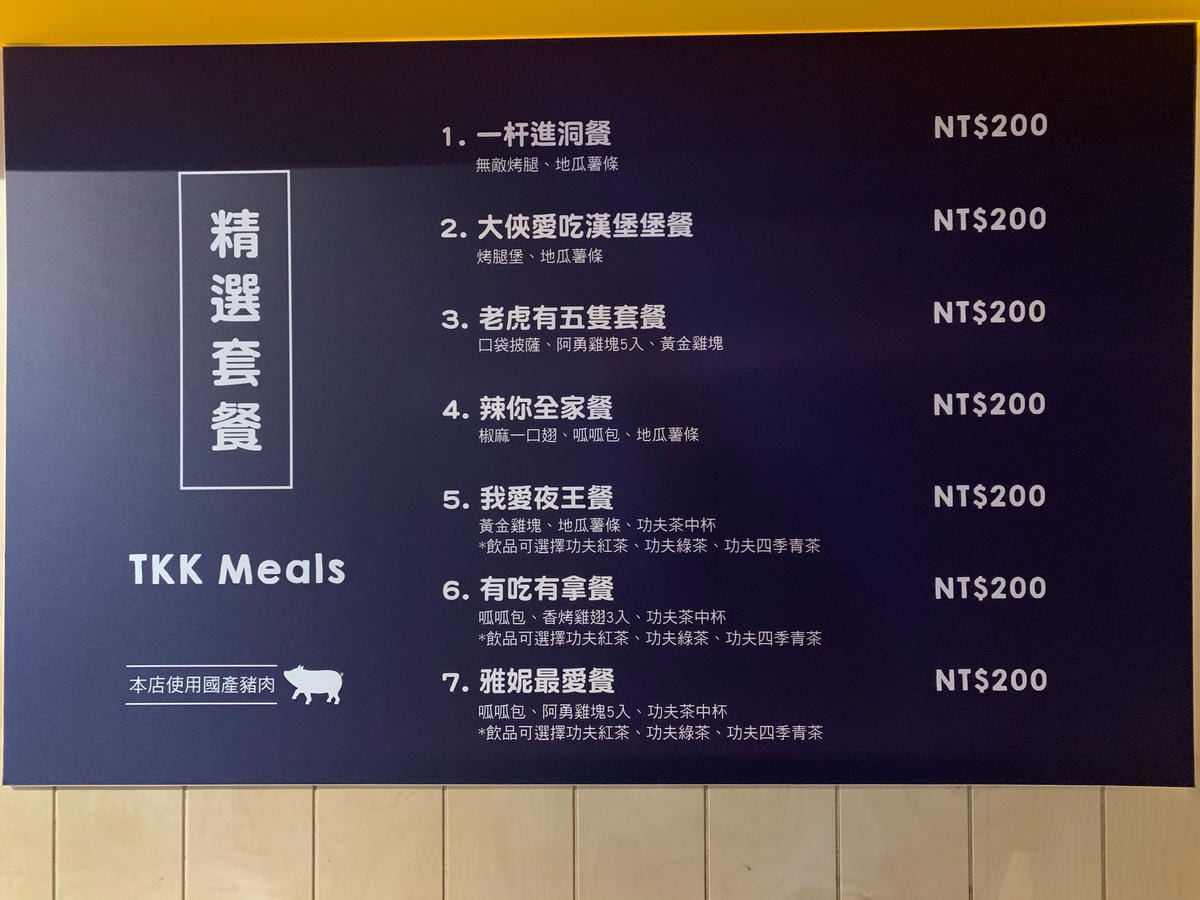 精選套餐
TKK Meals
本店使用國產豬肉
1. 一杆進洞餐 NT$200
無敵烤腿、地瓜薯條
2. 大俠愛吃漢堡堡餐 NT$200
烤腿堡、地瓜薯條
3. 老虎有五隻套餐 NT$200
口袋披薩、阿勇雞塊5入、黃金雞塊
4. 辣你全家餐 NT$200
椒麻一口翅、呱呱包、地瓜薯條
5. 我愛夜王餐 NT$200
黃金雞塊、地瓜薯條、功夫茶中杯
*飲品可選擇功夫紅茶、功夫綠茶、功夫四季青茶
6. 有吃有拿餐 NT$200
呱呱包、香烤雞翅3入、功夫茶中杯
*飲品可選擇功夫紅茶、功夫綠茶、功夫四季青茶
7. 雅妮最愛餐 NT$200
呱呱包、阿勇雞塊5入、功夫茶中杯
*飲品可選擇功夫紅茶、功夫綠茶、功夫四季青茶